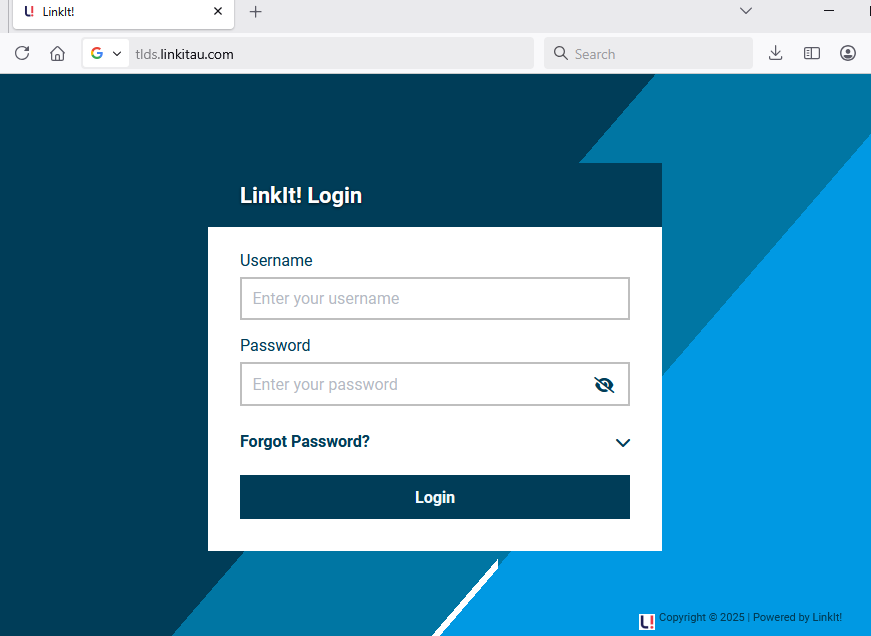 LinkIt!
tlds.linkitau.com
Search
LinkIt! Login
Username
Enter your username
Password
Enter your password
Forgot Password?
Login
Copyright © 2025 | Powered by LinkIt!